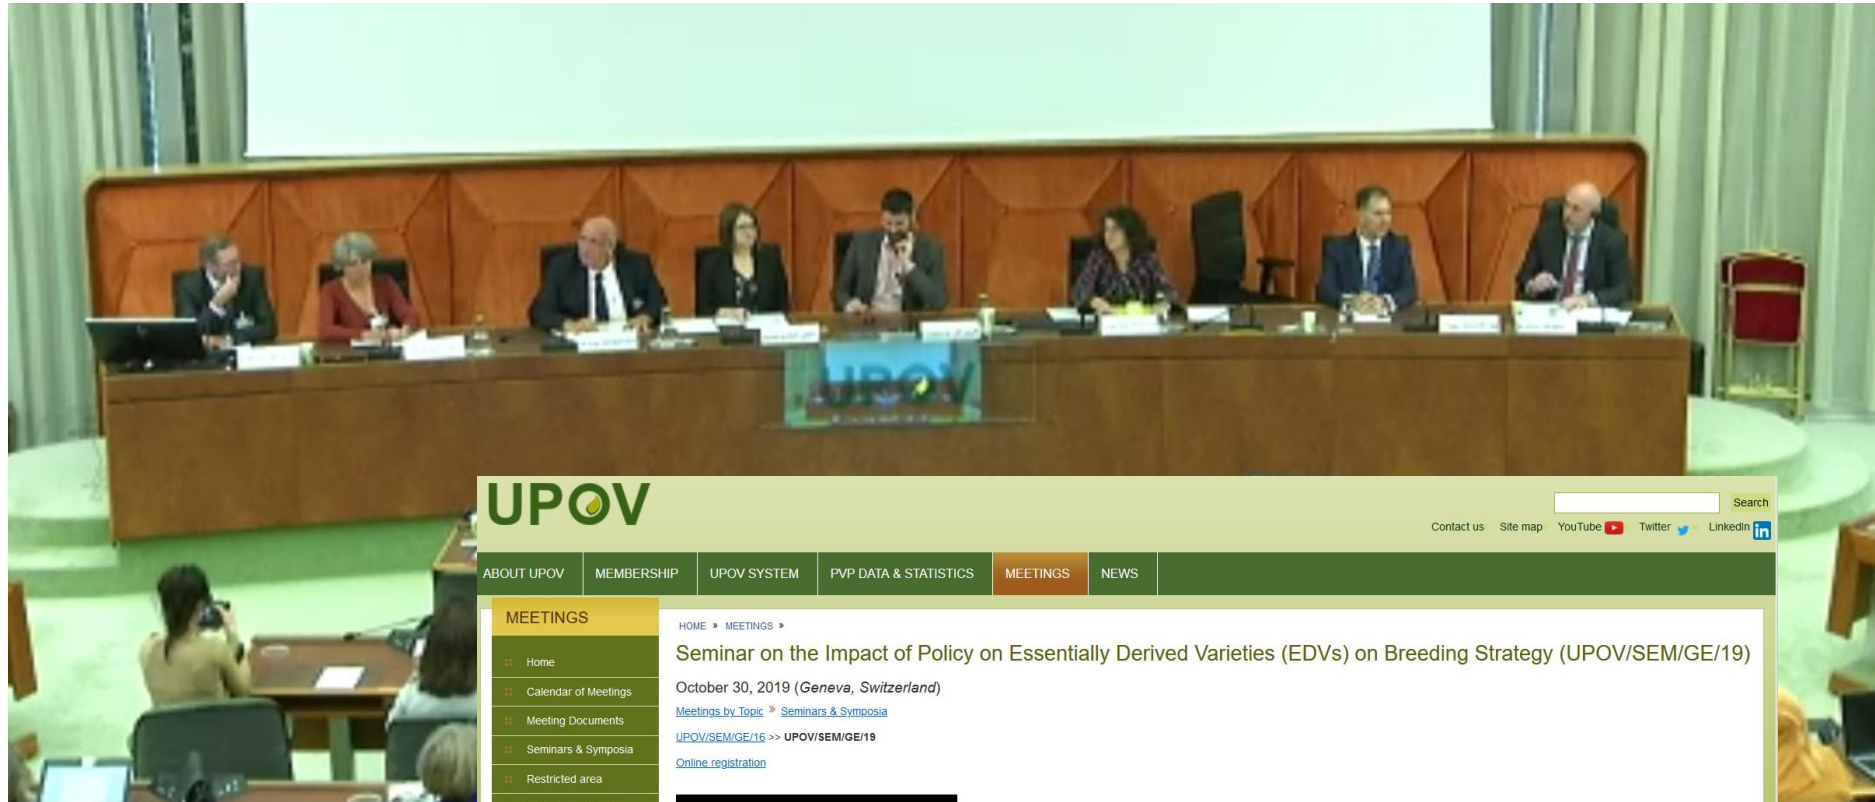 UPOV
UPOV
Search
Contact us Site map YouTube Twitter LinkedIn in
ABOUT UPOV MEMBERSHIP UPOV SYSTEM PVP DATA & STATISTICS MEETINGS NEWS
MEETINGS
Home
Calendar of Meetings
Meeting Documents
Seminars & Symposia
Restricted area
HOME » MEETINGS »
Seminar on the Impact of Policy on Essentially Derived Varieties (EDVs) on Breeding Strategy (UPOV/SEM/GE/19)
October 30, 2019 (Geneva, Switzerland)
Meetings by Topic » Seminars & Symposia
UPOV/SEM/GE/16 >> UPOV/SEM/GE/19
Online registration